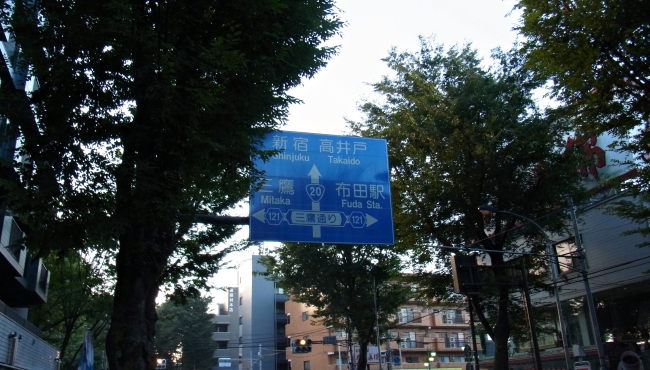 新宿 高井戸
Shinjuku Takaido
20
三鷹 布田駅
Mitaka Fuda Sta.
121 三鷹通り 121